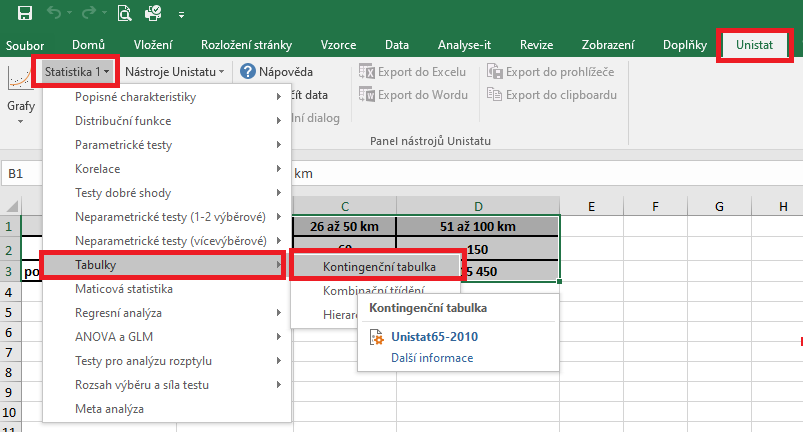 Soubor Domů Vložení Rozložení stránky Vzorce Data Analyse-it Revize Zobrazení Doplňky Unistat
Statistika 1 Nástroje Unistatu Nápověda Export do Excelu Export do prohlížeče
Grafy
čít data Export do Wordu Export do clipboardu
lní dialog
Panel nástrojů Unistatu
Popisné charakteristiky
Distribuční funkce
Parametrické testy
Korelace
Testy dobré shody
Neparametrické testy (1-2 výběrové)
Neparametrické testy (vícevýběrové)
Tabulky
Maticová statistika
Regresní analýza
ANOVA a GLM
Testy pro analýzu rozptylu
Rozsah výběru a síla testu
Meta analýza
Kontingenční tabulka
Kombinační třídění
Hierar
Kontingenční tabulka
Unistat65-2010
Další informace
B1 km
C D E F G H
1 26 až 50 km 51 až 100 km
2 60 150
3 po 5 450
4
5
6
7
8
9
10
11